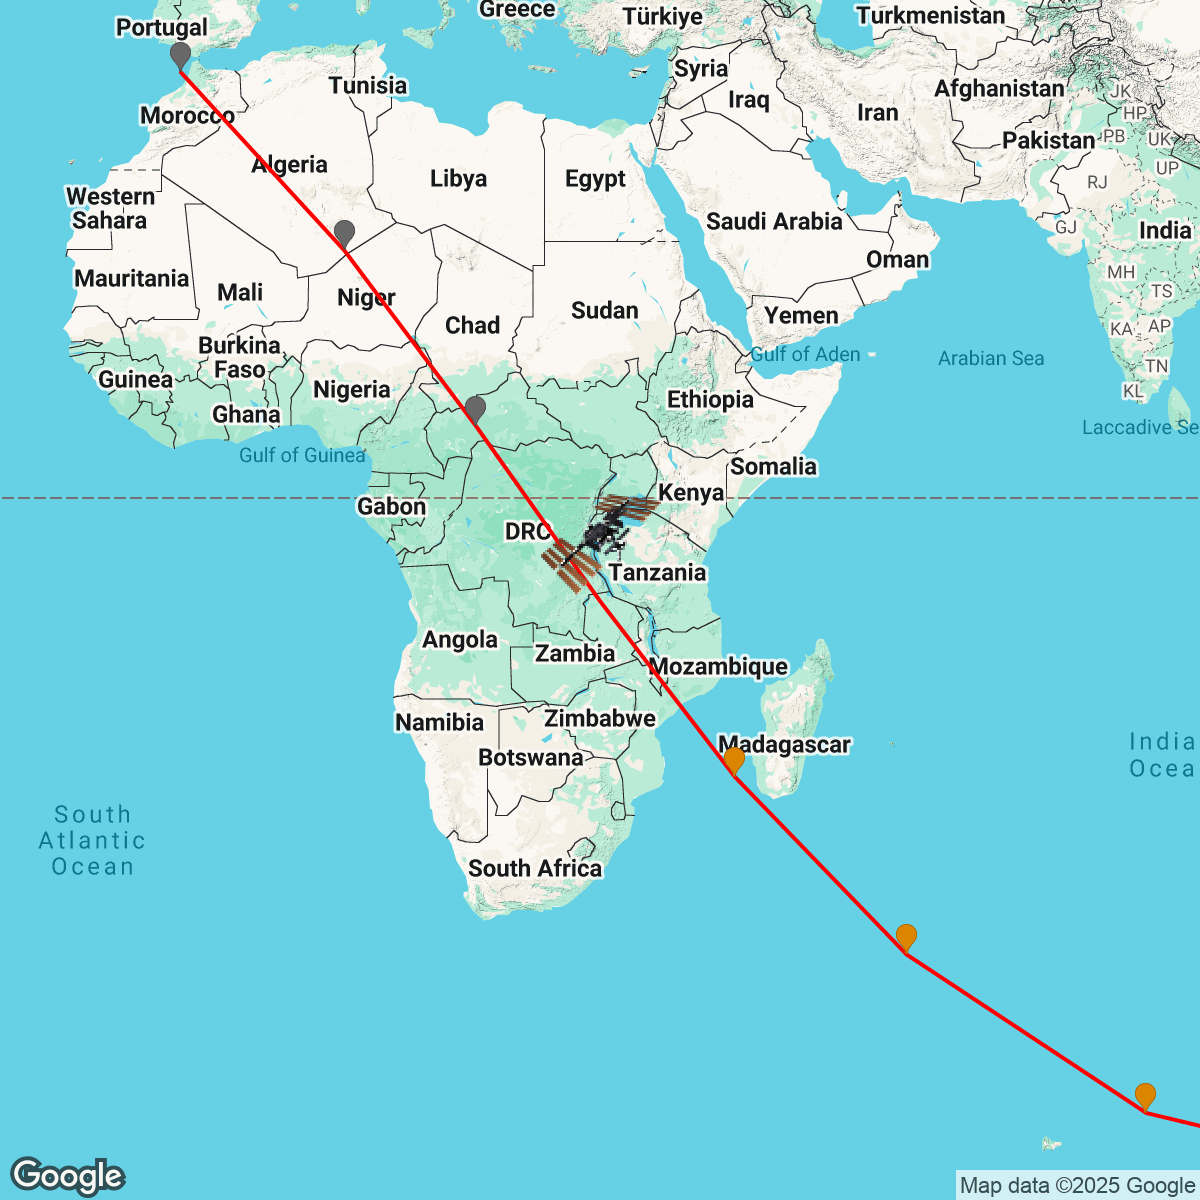 Greece
Türkiye
Turkmenistan
Portugal
Syria
Tunisia
Afghanistan
JK
Iraq
Iran
HP
Morocco
Pakistan
PB
UK
Algeria
UP
Libya
Egypt
RJ
Western
Sahara
Saudi Arabia
GJ
India
Oman
Mauritania
MH
Mali
Niger
TS
Sudan
Yemen
Chad
KA
AP
Burkina
Faso
Gulf of Aden
Arabian Sea
TN
Guinea
Nigeria
KL
Ethiopia
Ghana
Laccadive Se
Gulf of Guinea
Somalia
Kenya
Gabon
DRC
Tanzania
Angola
Zambia
Mozambique
Namibia
Zimbabwe
Madagascar
Botswana
India
Ocea
South
Atlantic
Ocean
South Africa
Google
Map data ©2025 Google